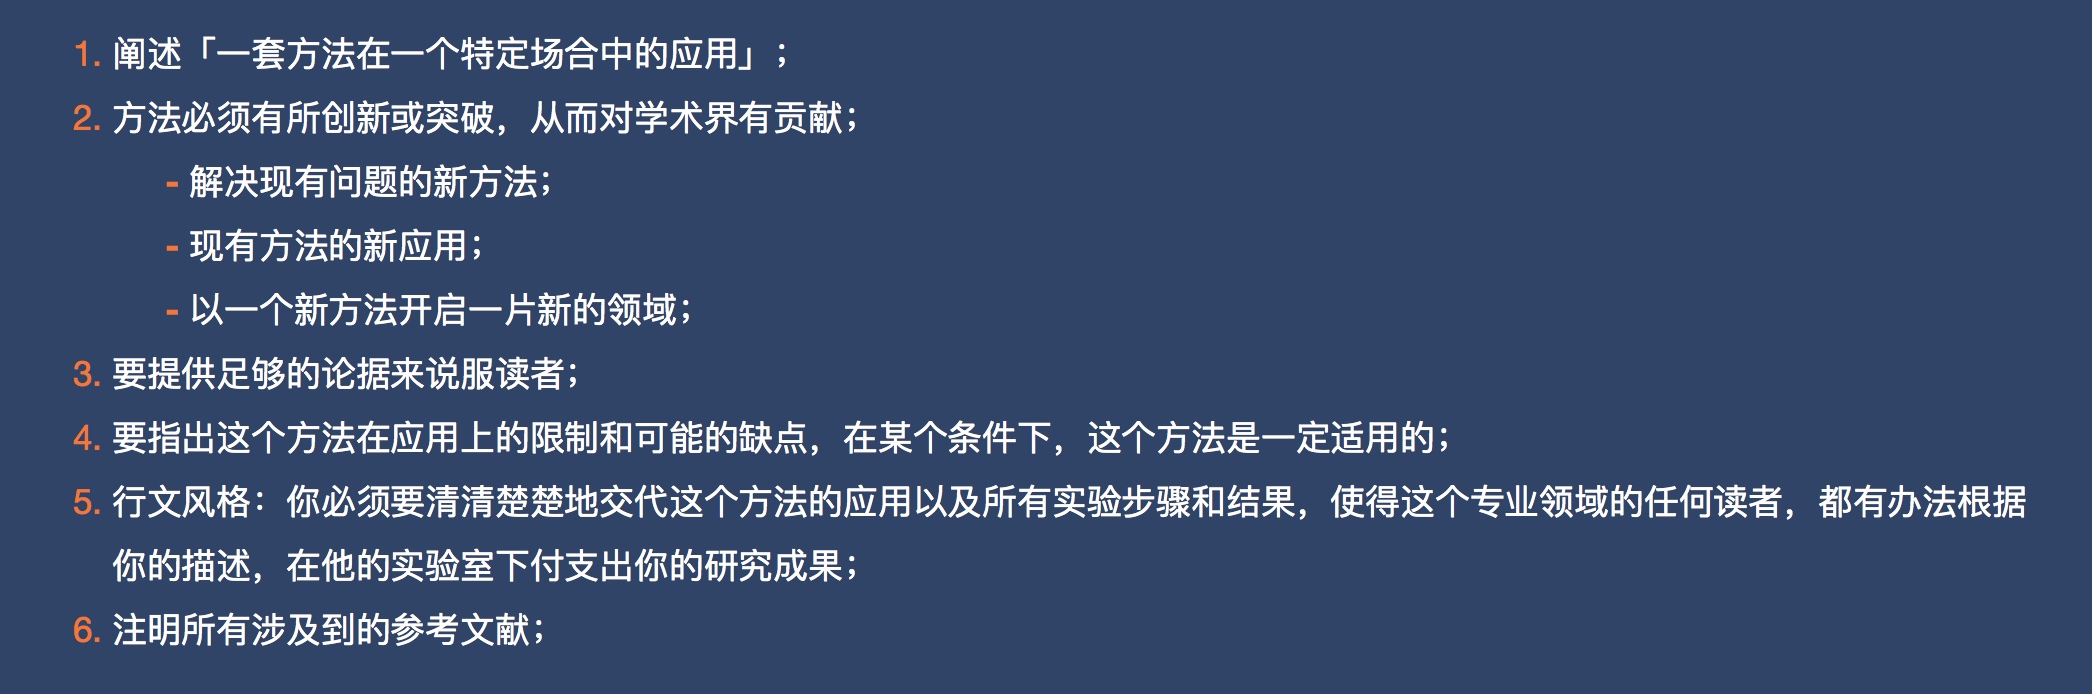 1. 阐述「一套方法在一个特定场合中的应用」；
2. 方法必须有所创新或突破，从而对学术界有贡献；
- 解决现有问题的新方法；
- 现有方法的新应用；
- 以一个新方法开启一片新的领域；
3. 要提供足够的论据来说服读者；
4. 要指出这个方法在应用上的限制和可能的缺点，在某个条件下，这个方法是一定适用的；
5. 行文风格：你必须要清清楚楚地交代这个方法的应用以及所有实验步骤和结果，使得这个专业领域的任何读者，都有办法根据
你的描述，在他的实验室下付支出你的研究成果；
6. 注明所有涉及到的参考文献；